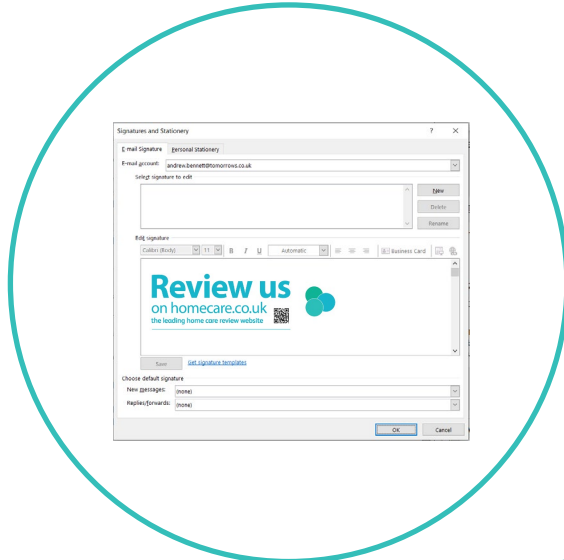 Signatures and Stationery ? ×
E-mail Signature Personal Stationery
E-mail account: andrew.bennett@tomorrows.co.uk
Select signature to edit
New
Delete
Rename
Edit signature
Calibri (Body) 11 B I U Automatic Business Card
Review us
on homecare.co.uk
the leading home care review website
Save Get signature templates
Choose default signature
New messages: (none)
Replies/forwards: (none)
OK Cancel